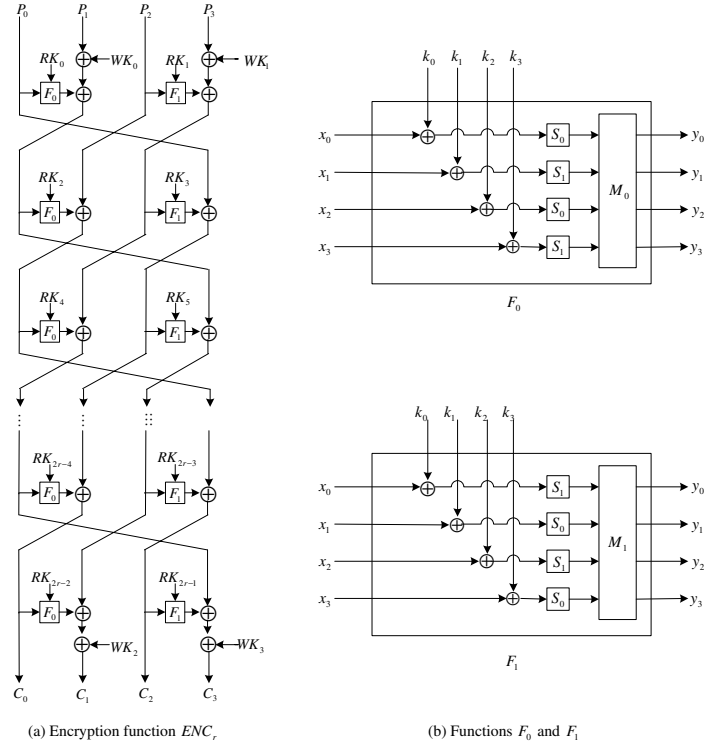 P₀ P₁ P₂ P₃
RK₀ WK₀ RK₁ WK₁
F₀ F₁
RK₂ RK₃
F₀ F₁
RK₄ RK₅
F₀ F₁
RK₂ᵣ₋₄ RK₂ᵣ₋₃
F₀ F₁
RK₂ᵣ₋₂ RK₂ᵣ₋₁
F₀ F₁
WK₂ WK₃
C₀ C₁ C₂ C₃
(a) Encryption function ENCᵣ
k₀ k₁ k₂ k₃
x₀ S₀ y₀
x₁ S₁ y₁
M₀
x₂ S₀ y₂
x₃ S₁ y₃
F₀
k₀ k₁ k₂ k₃
x₀ S₁ y₀
x₁ S₀ y₁
M₁
x₂ S₁ y₂
x₃ S₀ y₃
F₁
(b) Functions F₀ and F₁